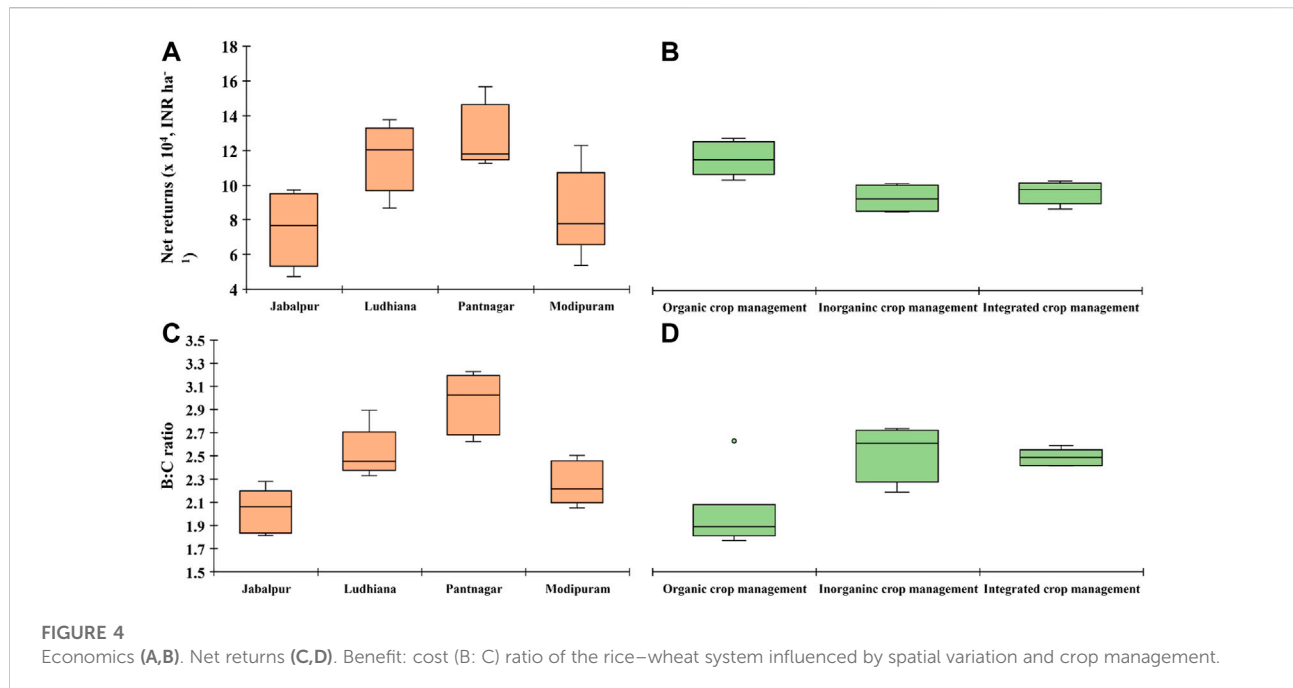 A
B
Net returns (x 10⁴, INR ha⁻
¹)
18
16
14
12
10
8
6
4
Jabalpur Ludhiana Pantnagar Modipuram
Organic crop management Inorganinc crop management Integrated crop management
C
D
B:C ratio
3.5
3.3
3.1
2.9
2.7
2.5
2.3
2.1
1.9
1.7
1.5
Jabalpur Ludhiana Pantnagar Modipuram
Organic crop management Inorganinc crop management Integrated crop management
FIGURE 4
Economics (A,B). Net returns (C,D). Benefit: cost (B: C) ratio of the rice–wheat system influenced by spatial variation and crop management.